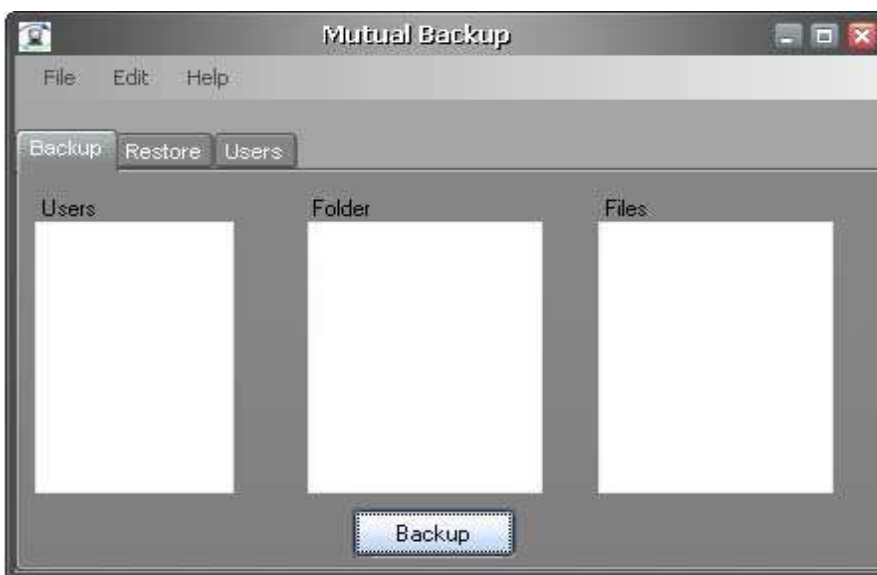 Mutual Backup
File Edit Help
Backup Restore Users
Users Folder Files
Backup